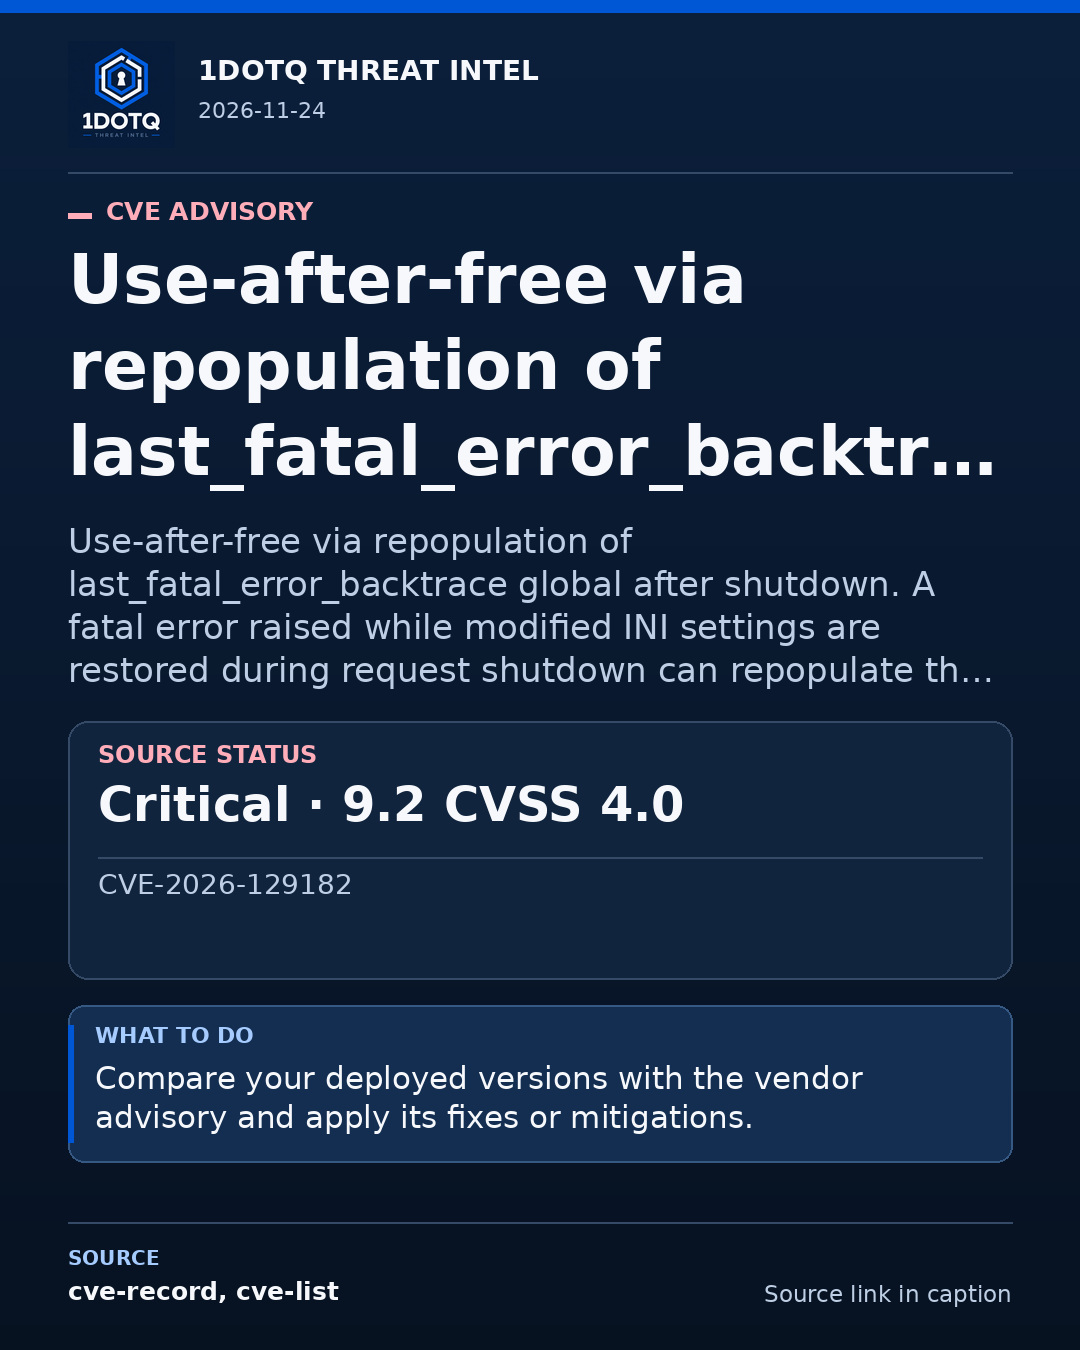 1DOTQ
THREAT INTEL
1DOTQ THREAT INTEL
2026-11-24
CVE ADVISORY
Use-after-free via
repopulation of
last_fatal_error_backtr…
Use-after-free via repopulation of
last_fatal_error_backtrace global after shutdown. A
fatal error raised while modified INI settings are
restored during request shutdown can repopulate th…
SOURCE STATUS
Critical · 9.2 CVSS 4.0
CVE-2026-129182
WHAT TO DO
Compare your deployed versions with the vendor
advisory and apply its fixes or mitigations.
SOURCE
cve-record, cve-list
Source link in caption